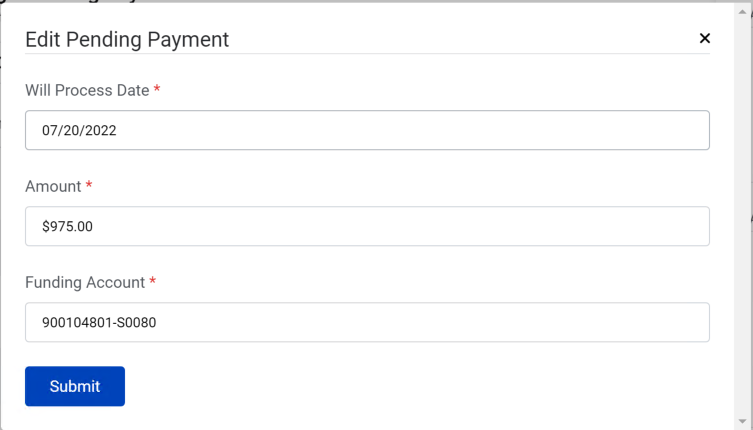 Edit Pending Payment
Will Process Date *
07/20/2022
Amount *
$975.00
Funding Account *
900104801-S0080
Submit